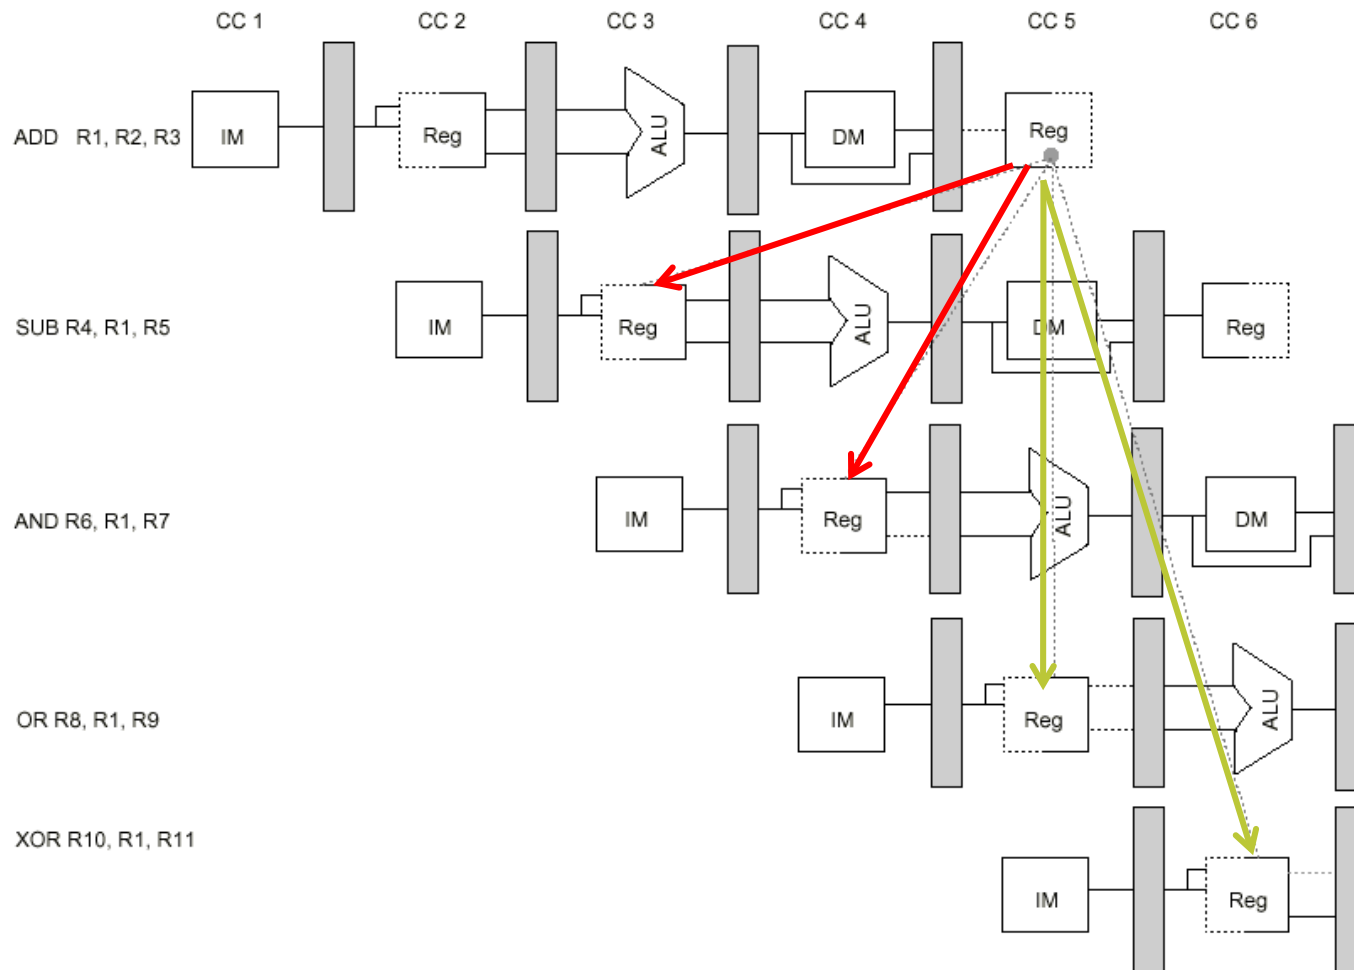 CC 1 CC 2 CC 3 CC 4 CC 5 CC 6
ADD R1, R2, R3 IM Reg ALU DM Reg
SUB R4, R1, R5 IM Reg ALU DM Reg
AND R6, R1, R7 IM Reg ALU DM
OR R8, R1, R9 IM Reg ALU
XOR R10, R1, R11
IM Reg